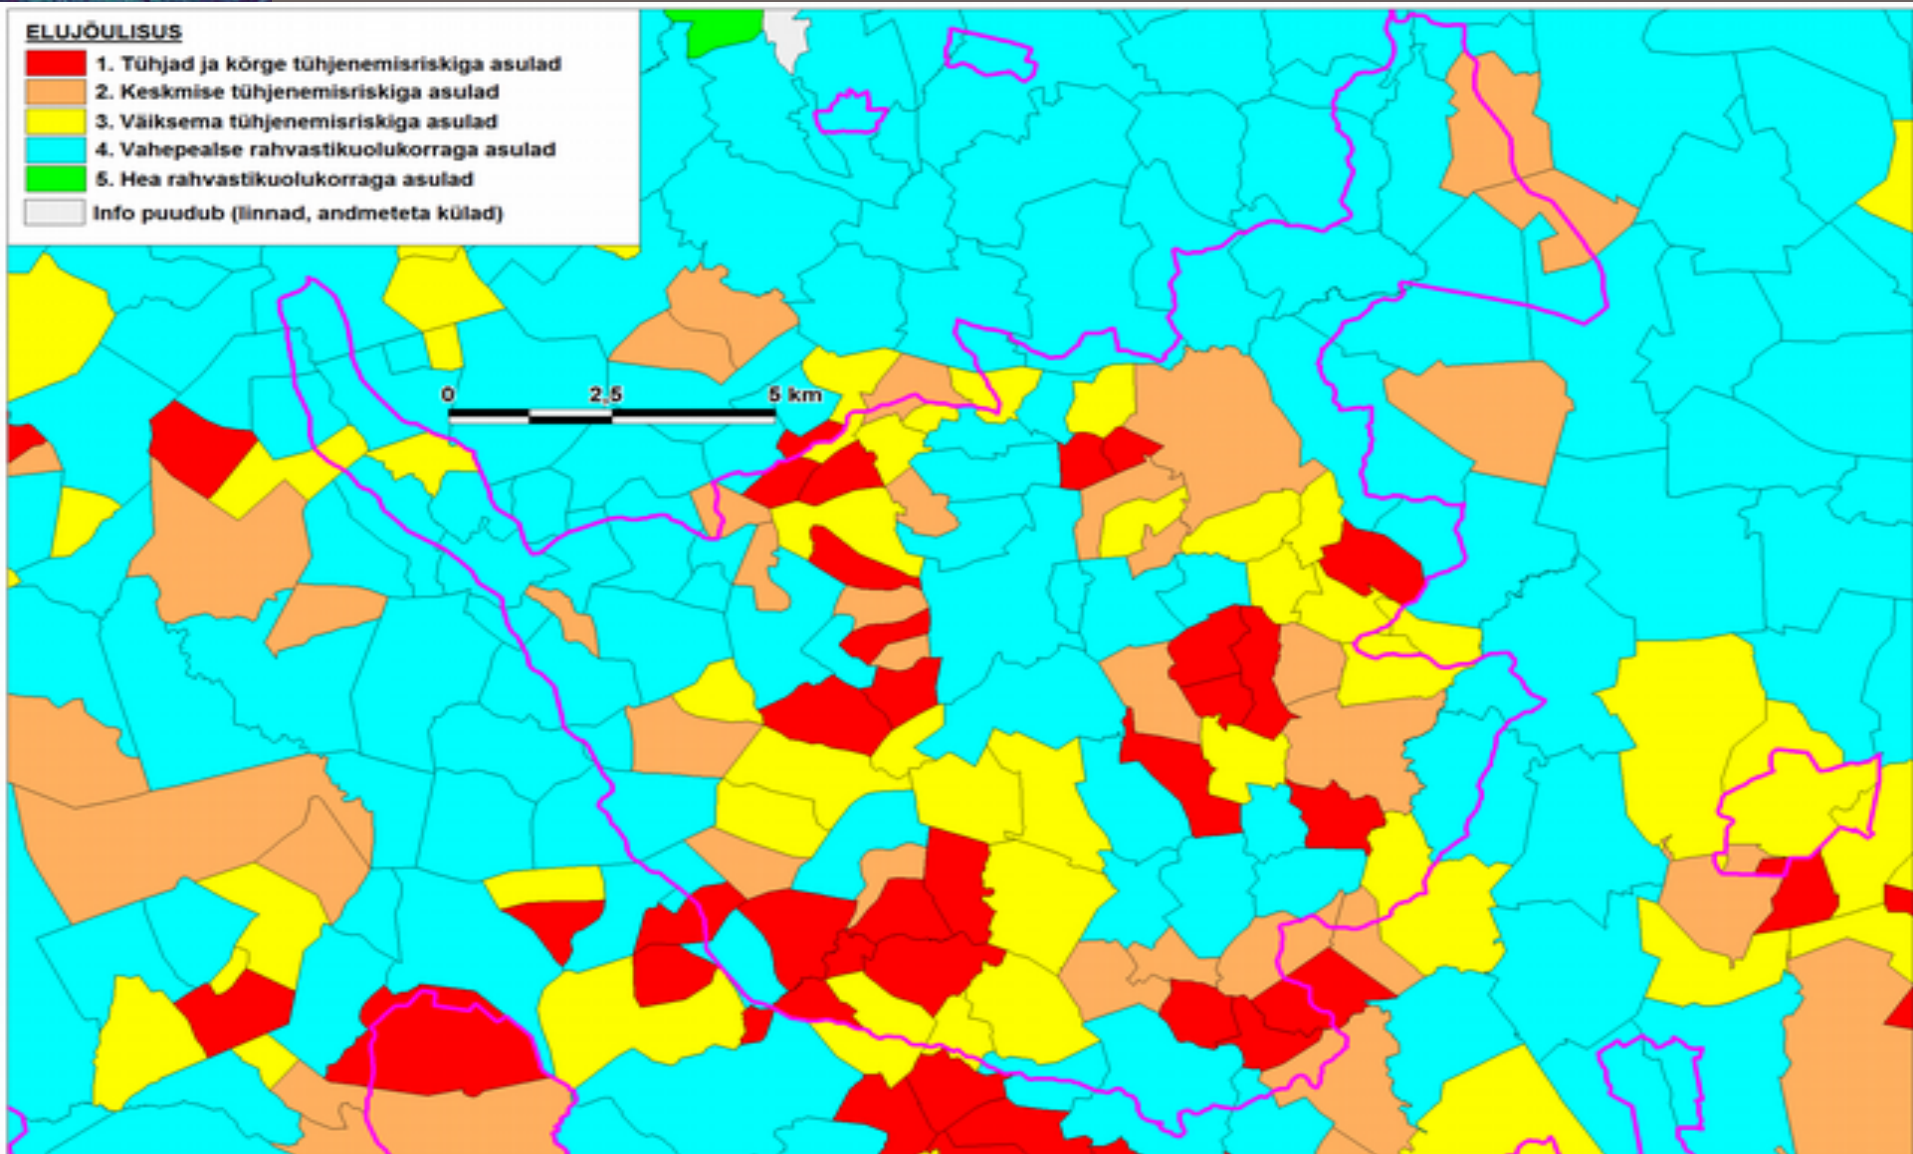 ELUJÕULISUS
1. Tühjad ja kõrge tühjenemisriskiga asulad
2. Keskmise tühjenemisriskiga asulad
3. Väiksema tühjenemisriskiga asulad
4. Vahepealse rahvastikuolukorraga asulad
5. Hea rahvastikuolukorraga asulad
Info puudub (linnad, andmeteta külad)
0 2,5 5 km